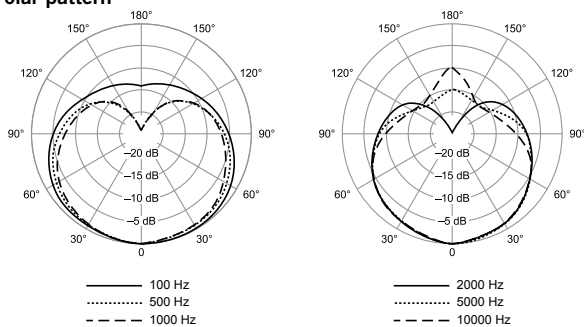 olar pattern
180°
180°
150°
150°
150°
150°
120°
120°
120°
120°
90°
90°
90°
90°
–20 dB
–20 dB
–15 dB
–15 dB
–10 dB
–10 dB
60°
60°
60°
60°
–5 dB
–5 dB
30°
30°
30°
30°
0
0
100 Hz
2000 Hz
500 Hz
5000 Hz
1000 Hz
10000 Hz